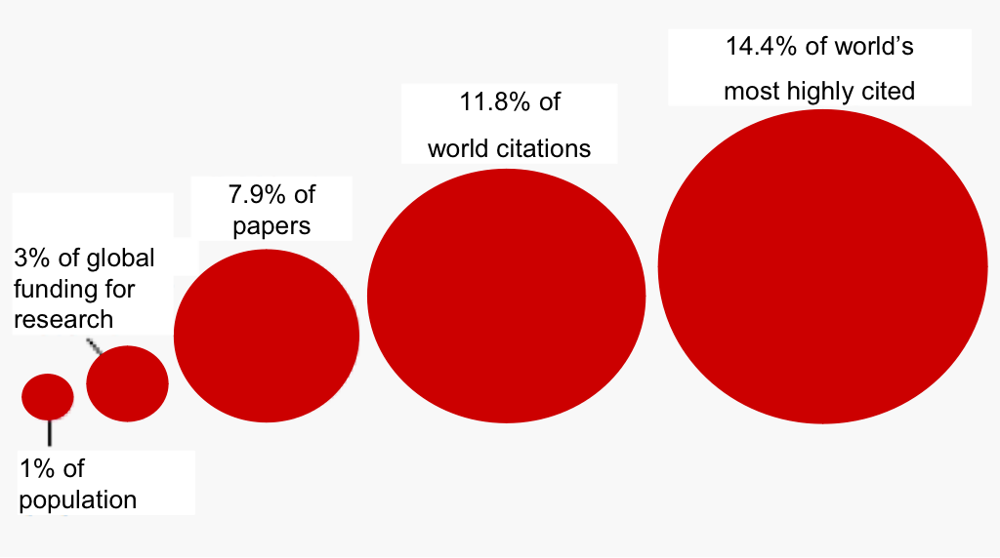 14.4% of world’s
most highly cited
11.8% of
world citations
7.9% of
papers
3% of global
funding for
research
1% of
population